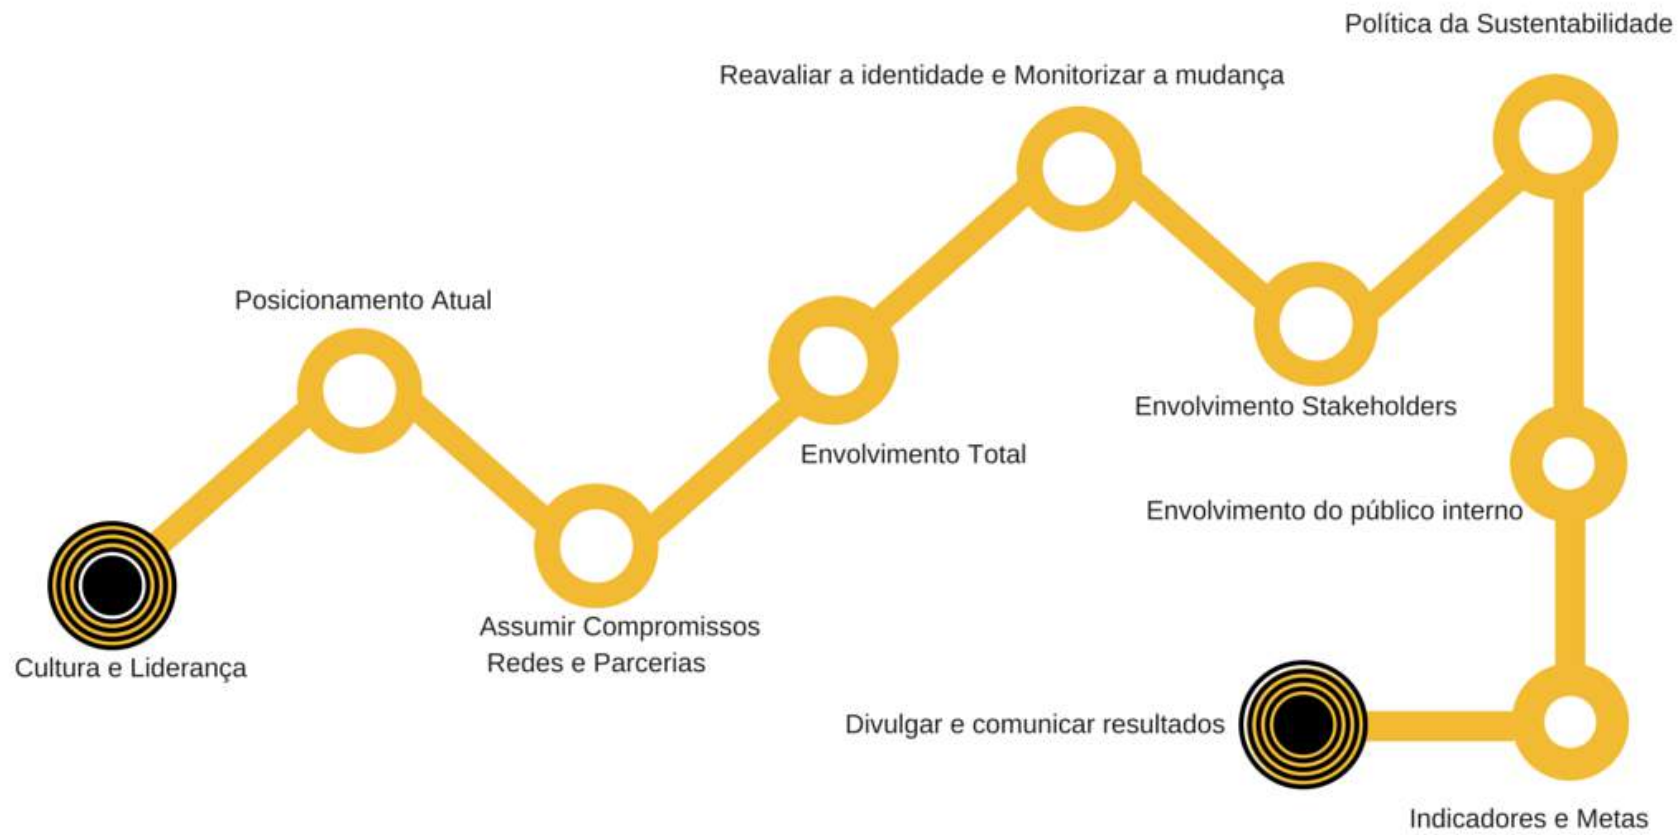 Política da Sustentabilidade
Reavaliar a identidade e Monitorizar a mudança
Posicionamento Atual
Envolvimento Stakeholders
Envolvimento Total
Envolvimento do público interno
Assumir Compromissos
Redes e Parcerias
Cultura e Liderança
Divulgar e comunicar resultados
Indicadores e Metas